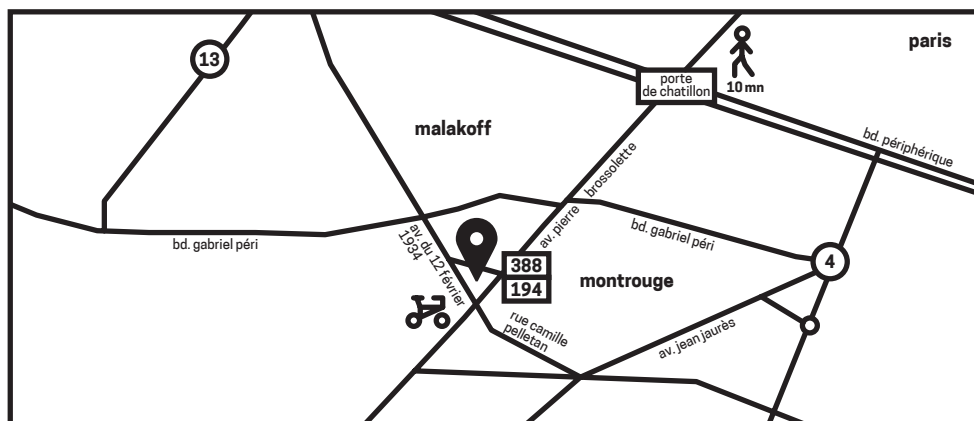 13
paris
porte
de chatillon
10 mn
malakoff
bd. périphérique
av. pierre brossolette
bd. gabriel péri
bd. gabriel péri
av. du 12 février
1934
388
194
montrouge
4
rue camille
pelletan
av. jean jaurès